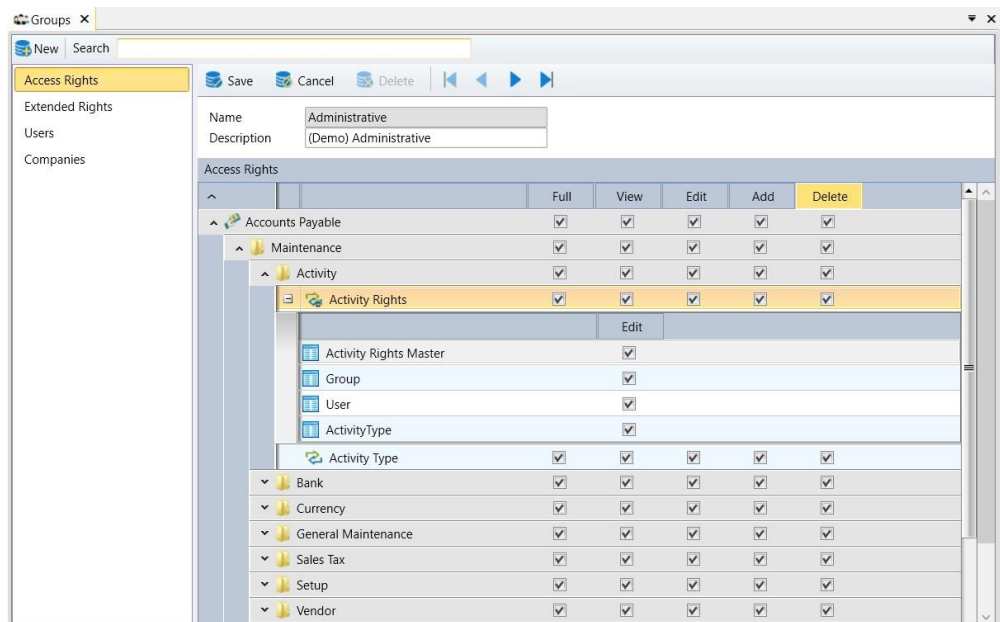 Groups
New Search
Access Rights
Extended Rights
Users
Companies
Save Cancel Delete
Name Administrative
Description (Demo) Administrative
Access Rights
Full View Edit Add Delete
Accounts Payable
Maintenance
Activity
Activity Rights
Edit
Activity Rights Master
Group
User
ActivityType
Activity Type
Bank
Currency
General Maintenance
Sales Tax
Setup
Vendor